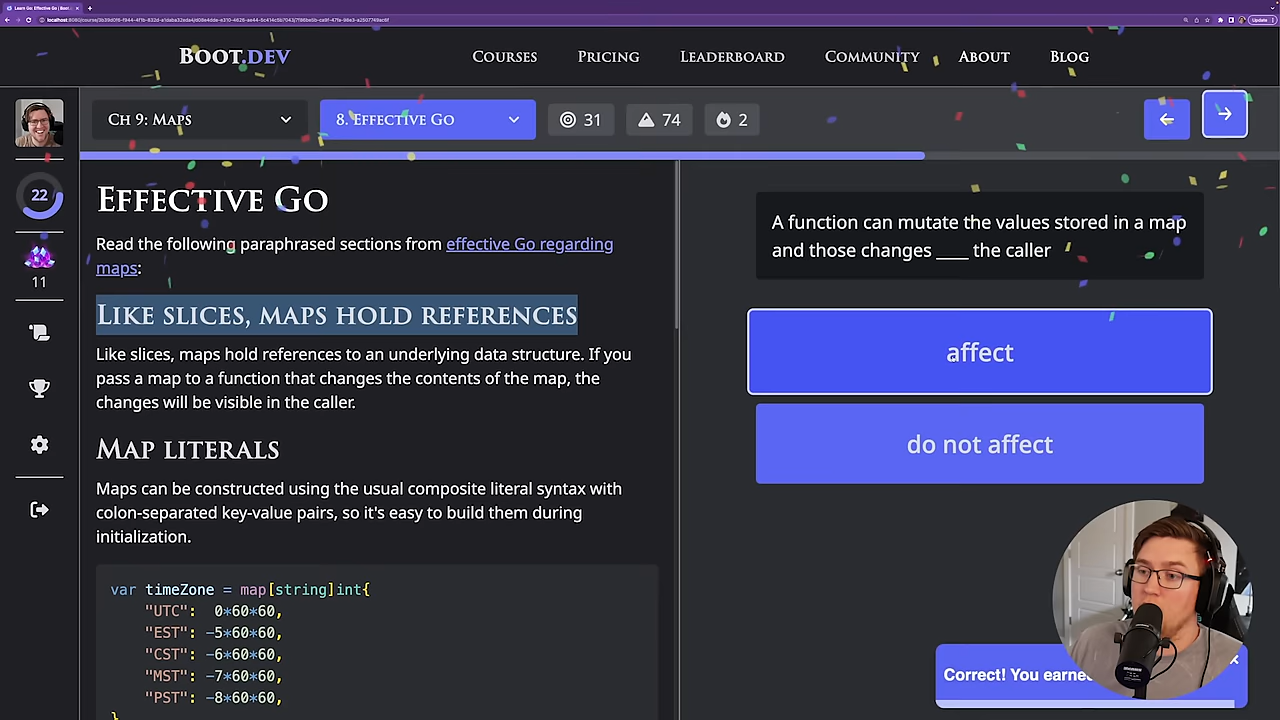 Learn Go: Effective Go | Boot.
Update
BOOT.DEV
COURSES
PRICING
LEADERBOARD
COMMUNITY
ABOUT
BLOG
CH 9: MAPS
8. EFFECTIVE GO
31
74
2
22
11
EFFECTIVE GO
Read the following paraphrased sections from effective Go regarding
maps:
LIKE SLICES, MAPS HOLD REFERENCES
Like slices, maps hold references to an underlying data structure. If you
pass a map to a function that changes the contents of the map, the
changes will be visible in the caller.
MAP LITERALS
Maps can be constructed using the usual composite literal syntax with
colon-separated key-value pairs, so it's easy to build them during
initialization.
var timeZone = map[string]int{
"UTC":  0*60*60,
"EST": -5*60*60,
"CST": -6*60*60,
"MST": -7*60*60,
"PST": -8*60*60,
}
A function can mutate the values stored in a map
and those changes ____ the caller
affect
do not affect
Correct! You earne